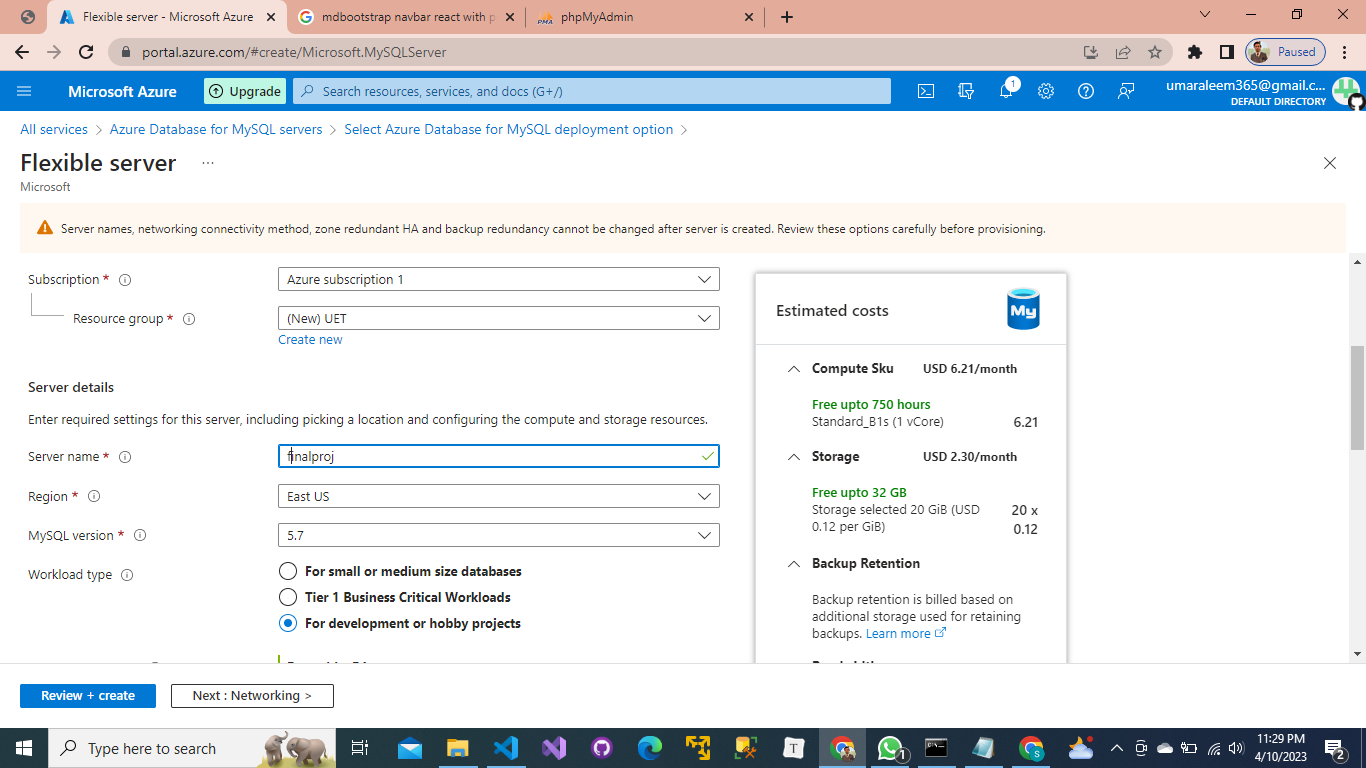 Flexible server - Microsoft Azure
mdbootstrap navbar react with p
phpMyAdmin
portal.azure.com/#create/Microsoft.MySQLServer
Paused
Microsoft Azure
Upgrade
Search resources, services, and docs (G+/)
1
umaraleem365@gmail.c...
DEFAULT DIRECTORY
All services > Azure Database for MySQL servers > Select Azure Database for MySQL deployment option >
Flexible server ...
Microsoft
Server names, networking connectivity method, zone redundant HA and backup redundancy cannot be changed after server is created. Review these options carefully before provisioning.
Subscription *
Azure subscription 1
Resource group *
(New) UET
Create new
Server details
Enter required settings for this server, including picking a location and configuring the compute and storage resources.
Server name *
finalproj
Region *
East US
MySQL version *
5.7
Workload type
For small or medium size databases
Tier 1 Business Critical Workloads
For development or hobby projects
Estimated costs
My
Compute Sku USD 6.21/month
Free upto 750 hours
Standard_B1s (1 vCore) 6.21
Storage USD 2.30/month
Free upto 32 GB
Storage selected 20 GiB (USD 20 x
0.12 per GiB) 0.12
Backup Retention
Backup retention is billed based on
additional storage used for retaining
backups. Learn more
Review + create
Next : Networking >
Type here to search
T
1
S
11:29 PM
4/10/2023
2